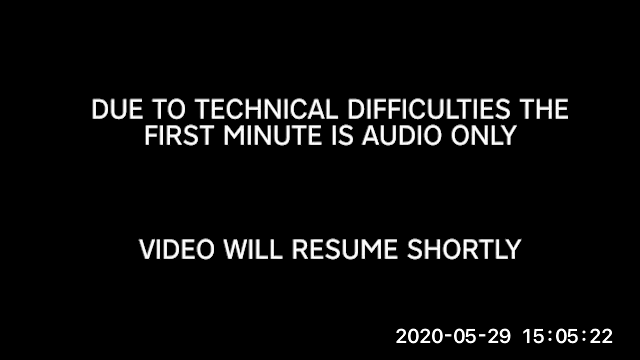 DUE TO TECHNICAL DIFFICULTIES THE
FIRST MINUTE IS AUDIO ONLY
VIDEO WILL RESUME SHORTLY
2020-05-29 15:05:22